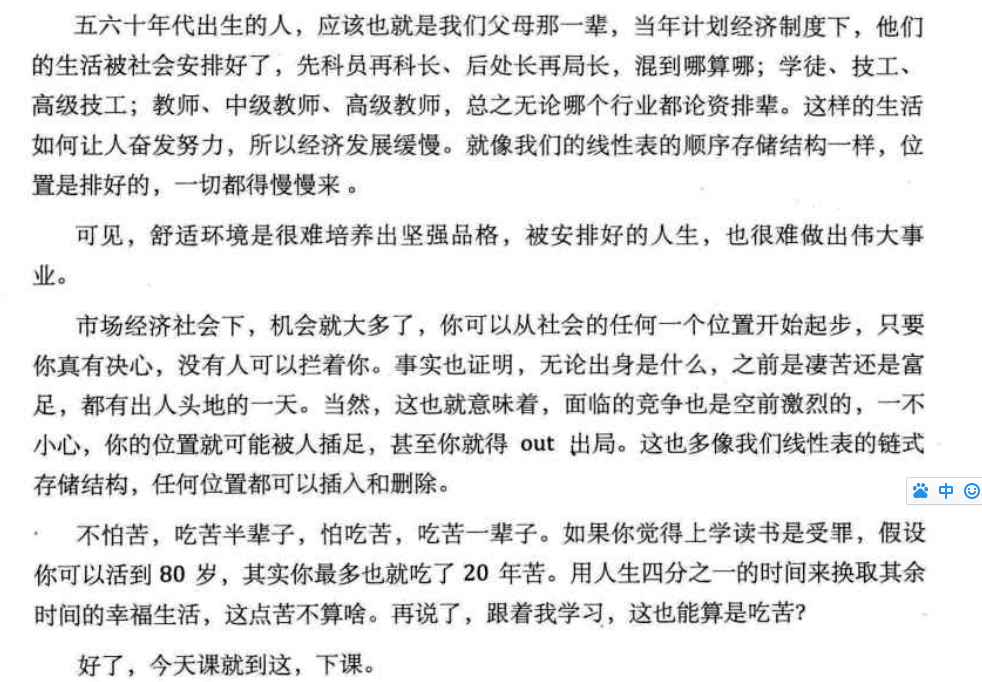 五六十年代出生的人，应该也就是我们父母那一辈，当年计划经济制度下，他们
的生活被社会安排好了，先科员再科长、后处长再局长，混到哪算哪；学徒、技工、
高级技工；教师、中级教师、高级教师，总之无论哪个行业都论资排辈。这样的生活
如何让人奋发努力，所以经济发展缓慢。就像我们的线性表的顺序存储结构一样，位
置是排好的，一切都得慢慢来 。
可见，舒适环境是很难培养出坚强品格，被安排好的人生，也很难做出伟大事
业。
市场经济社会下，机会就大多了，你可以从社会的任何一个位置开始起步，只要
你真有决心，没有人可以拦着你。事实也证明，无论出身是什么，之前是凄苦还是富
足，都有出人头地的一天。当然，这也就意味着，面临的竞争也是空前激烈的，一不
小心，你的位置就可能被人插足，甚至你就得 out 出局。这也多像我们线性表的链式
存储结构，任何位置都可以插入和删除。
中
不怕苦，吃苦半辈子，怕吃苦，吃苦一辈子。如果你觉得上学读书是受罪，假设
你可以活到 80 岁，其实你最多也就吃了 20 年苦。用人生四分之一的时间来换取其余
时间的幸福生活，这点苦不算啥。再说了，跟着我学习，这也能算是吃苦？
好了，今天课就到这，下课。